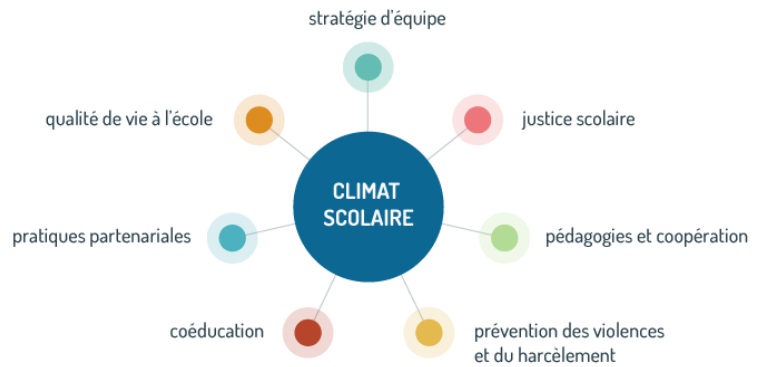 stratégie d'équipe
qualité de vie à l'école
justice scolaire
CLIMAT
SCOLAIRE
pratiques partenariales
pédagogies et coopération
coéducation
prévention des violences
et du harcèlement